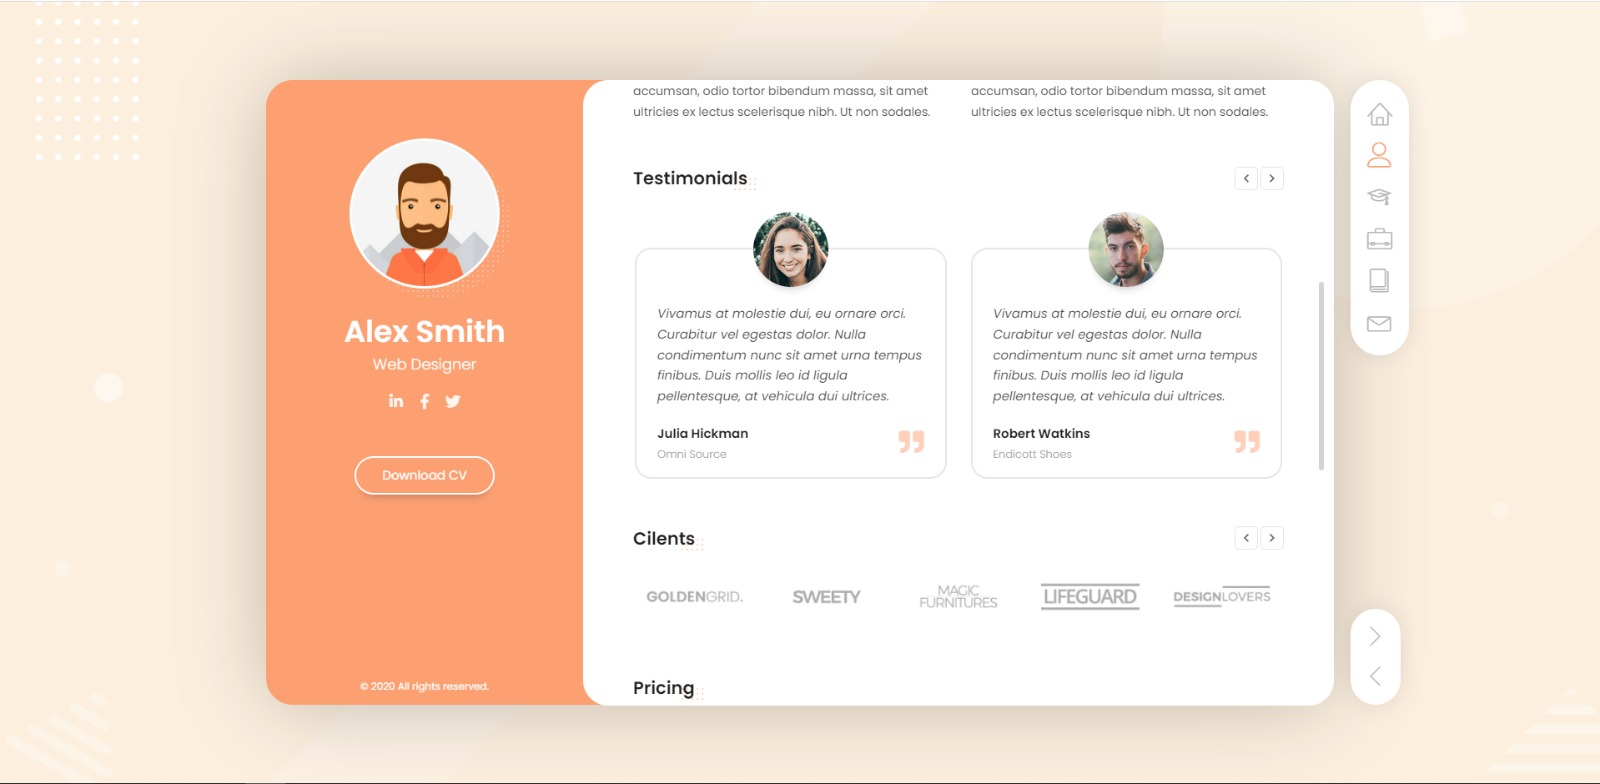 Alex Smith
Web Designer
in
Download CV
© 2020 All rights reserved.
accumsan, odio tortor bibendum massa, sit amet
ultricies ex lectus scelerisque nibh. Ut non sodales.
accumsan, odio tortor bibendum massa, sit amet
ultricies ex lectus scelerisque nibh. Ut non sodales.
Testimonials
Vivamus at molestie dui, eu ornare orci.
Curabitur vel egestas dolor. Nulla
condimentum nunc sit amet urna tempus
finibus. Duis mollis leo id ligula
pellentesque, at vehicula dui ultrices.
Julia Hickman
Omni Source
Vivamus at molestie dui, eu ornare orci.
Curabitur vel egestas dolor. Nulla
condimentum nunc sit amet urna tempus
finibus. Duis mollis leo id ligula
pellentesque, at vehicula dui ultrices.
Robert Watkins
Endicott Shoes
Cilents
GOLDENGRID.
SWEETY
MAGIC
FURNITURES
LIFEGUARD
DESIGNLOVERS
Pricing